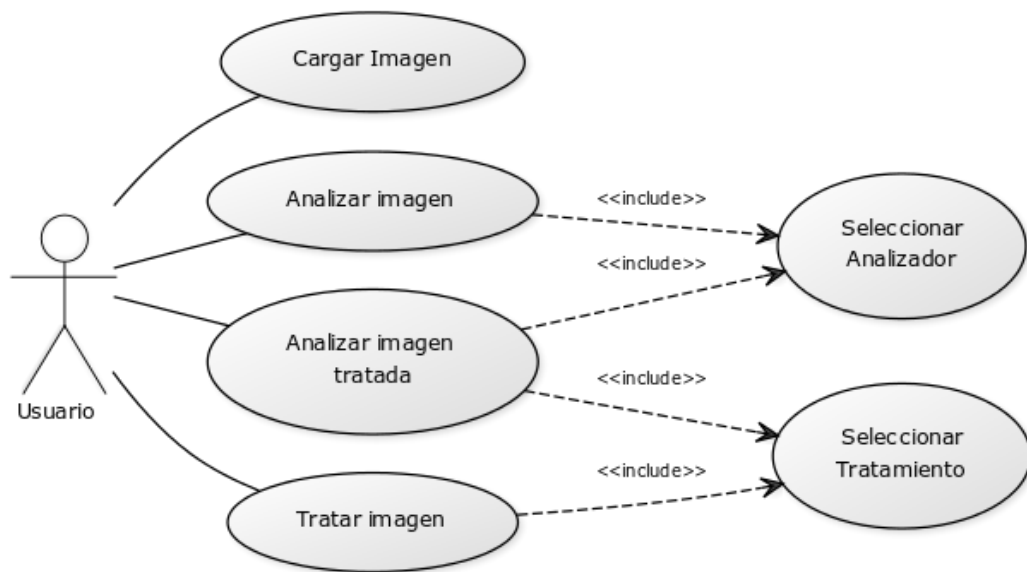 Cargar Imagen
Analizar imagen
<<include>>
Seleccionar
Analizador
<<include>>
Analizar imagen
tratada
<<include>>
Usuario
Seleccionar
Tratamiento
<<include>>
Tratar imagen